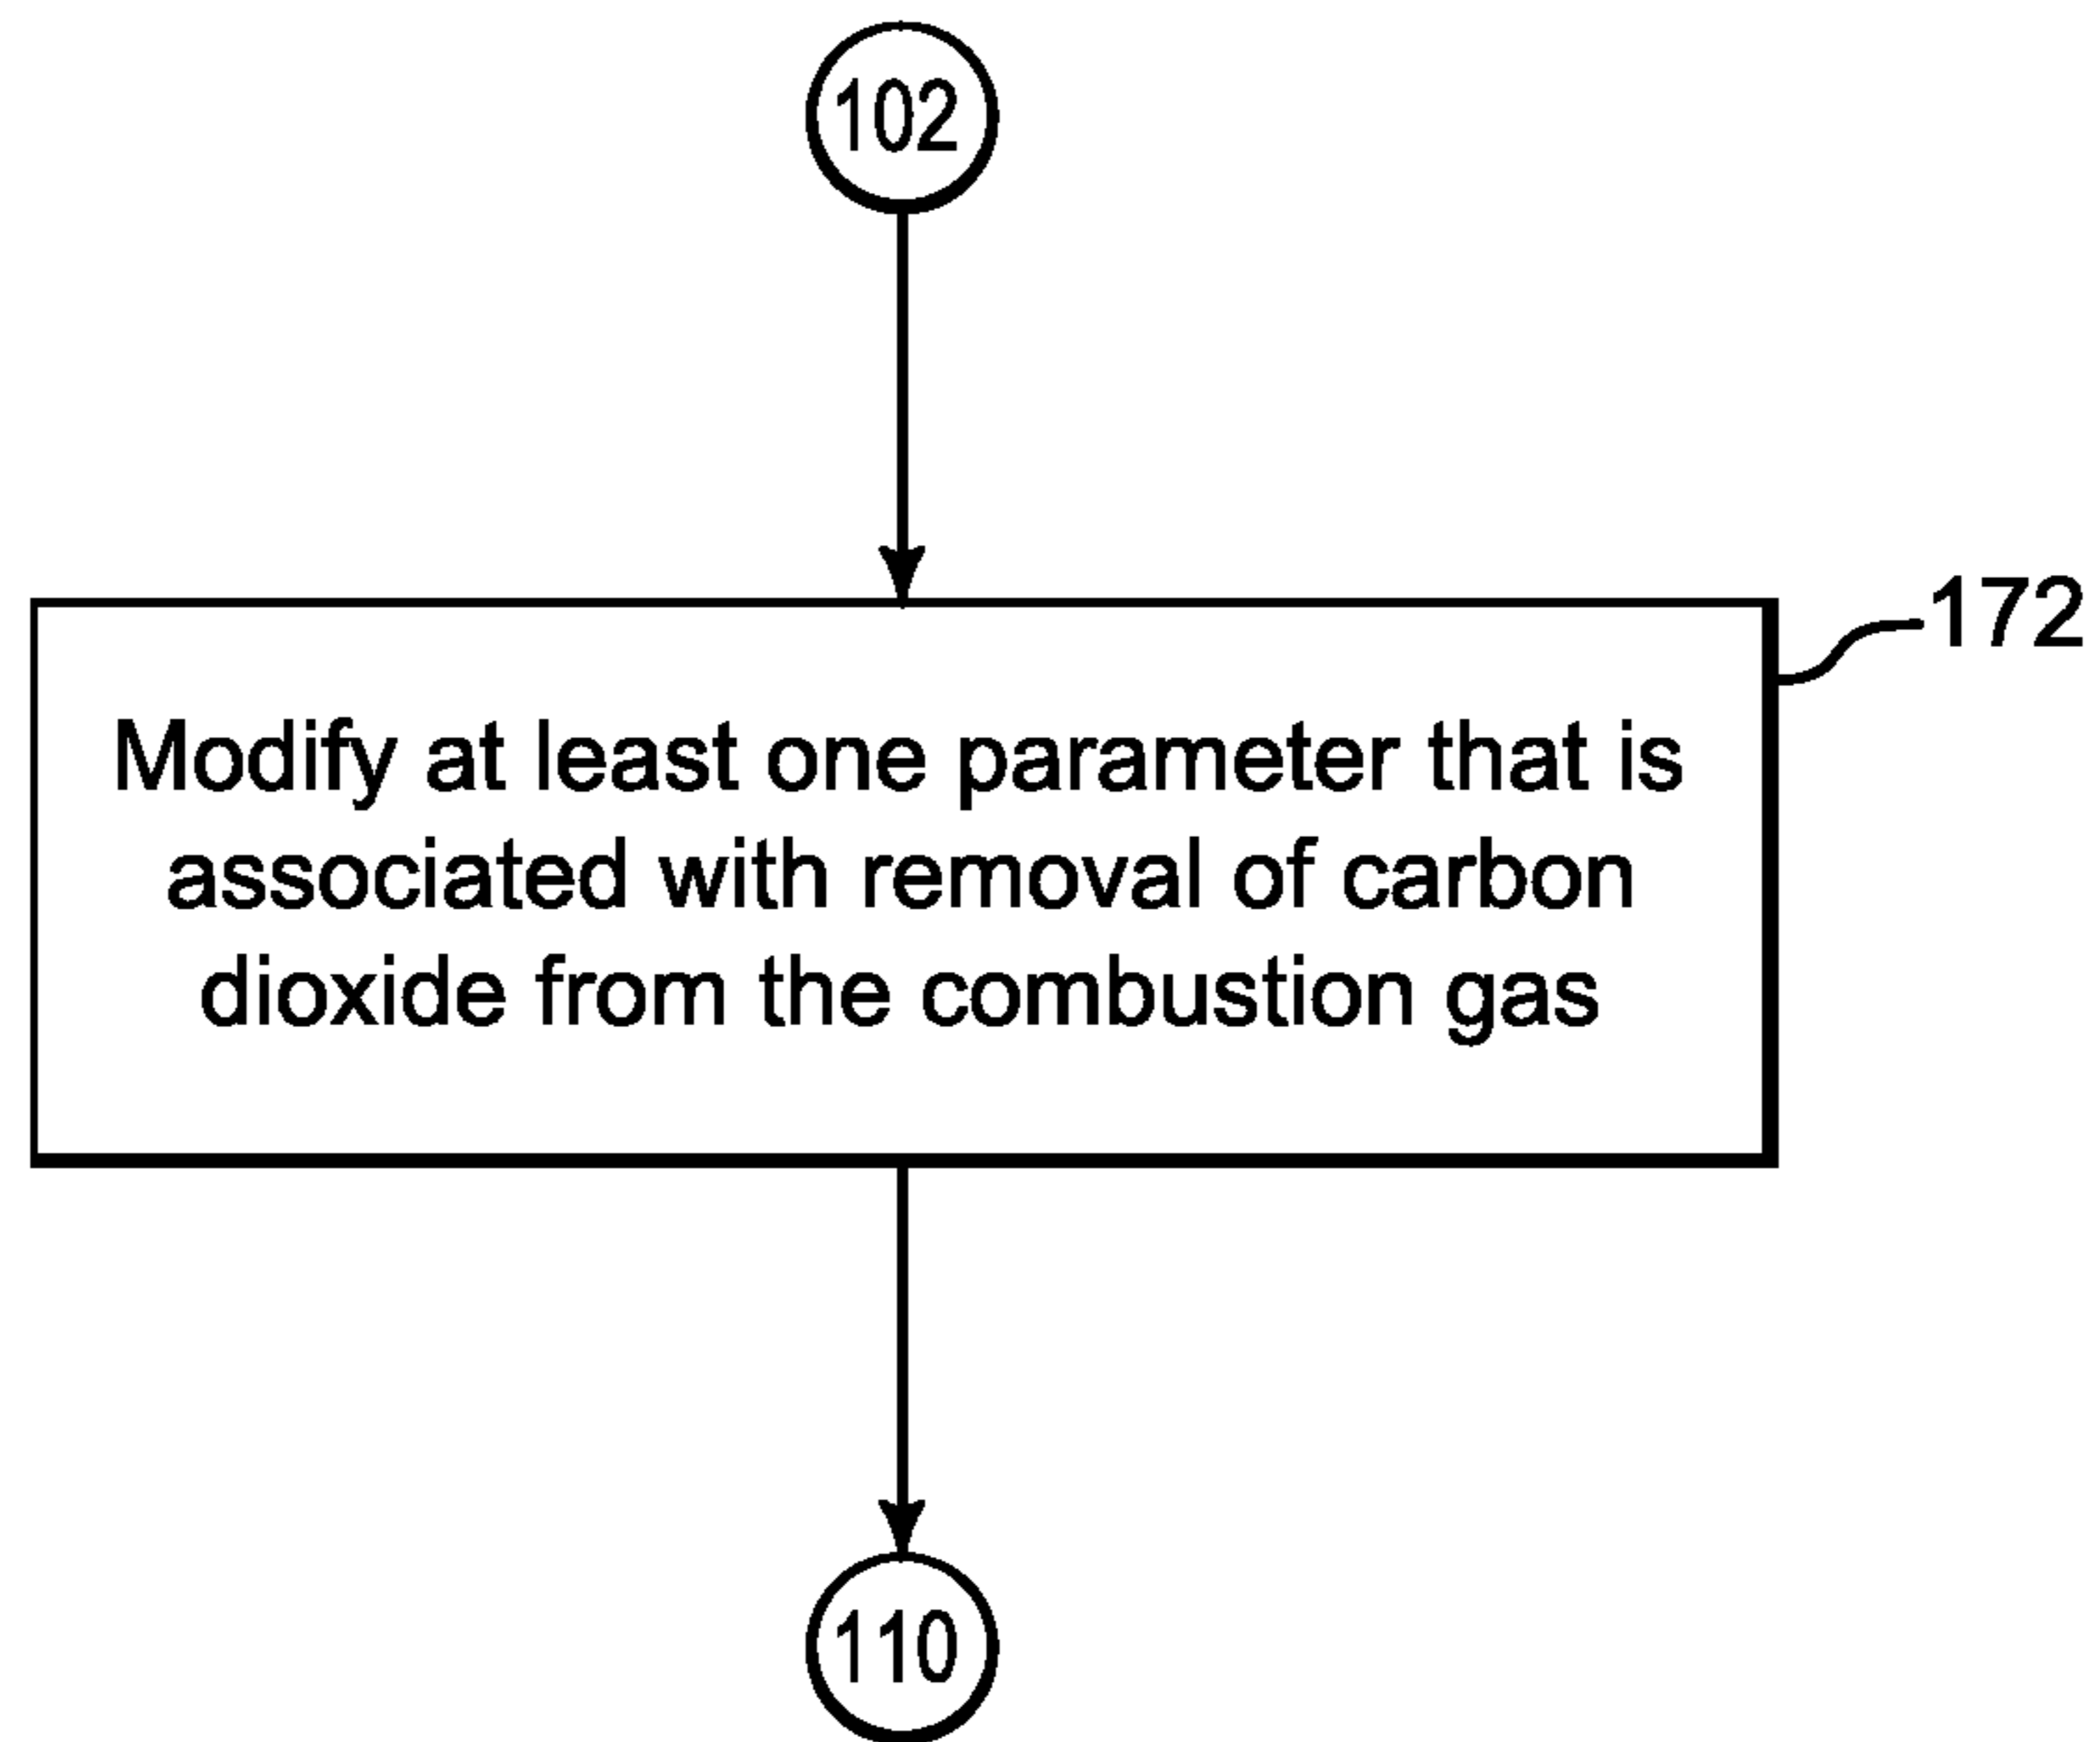 102
172
Modify at least one parameter that is
associated with removal of carbon
dioxide from the combustion gas
110